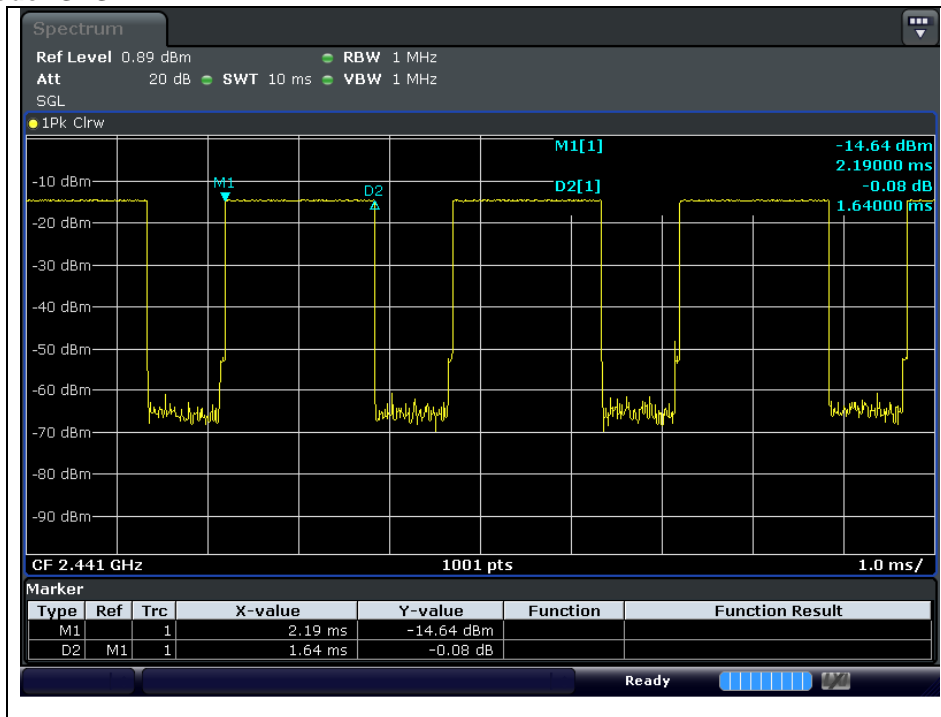 Spectrum
Ref Level 0.89 dBm RBW 1 MHz
Att 20 dB SWT 10 ms VBW 1 MHz
SGL
1Pk Clrw
M1[1] -14.64 dBm
2.19000 ms
D2[1] -0.08 dB
1.64000 ms
M1
D2
-10 dBm
-20 dBm
-30 dBm
-40 dBm
-50 dBm
-60 dBm
-70 dBm
-80 dBm
-90 dBm
CF 2.441 GHz 1001 pts 1.0 ms/
Marker
Type Ref Trc X-value Y-value Function Function Result
M1 1 2.19 ms -14.64 dBm
D2 M1 1 1.64 ms -0.08 dB
Ready